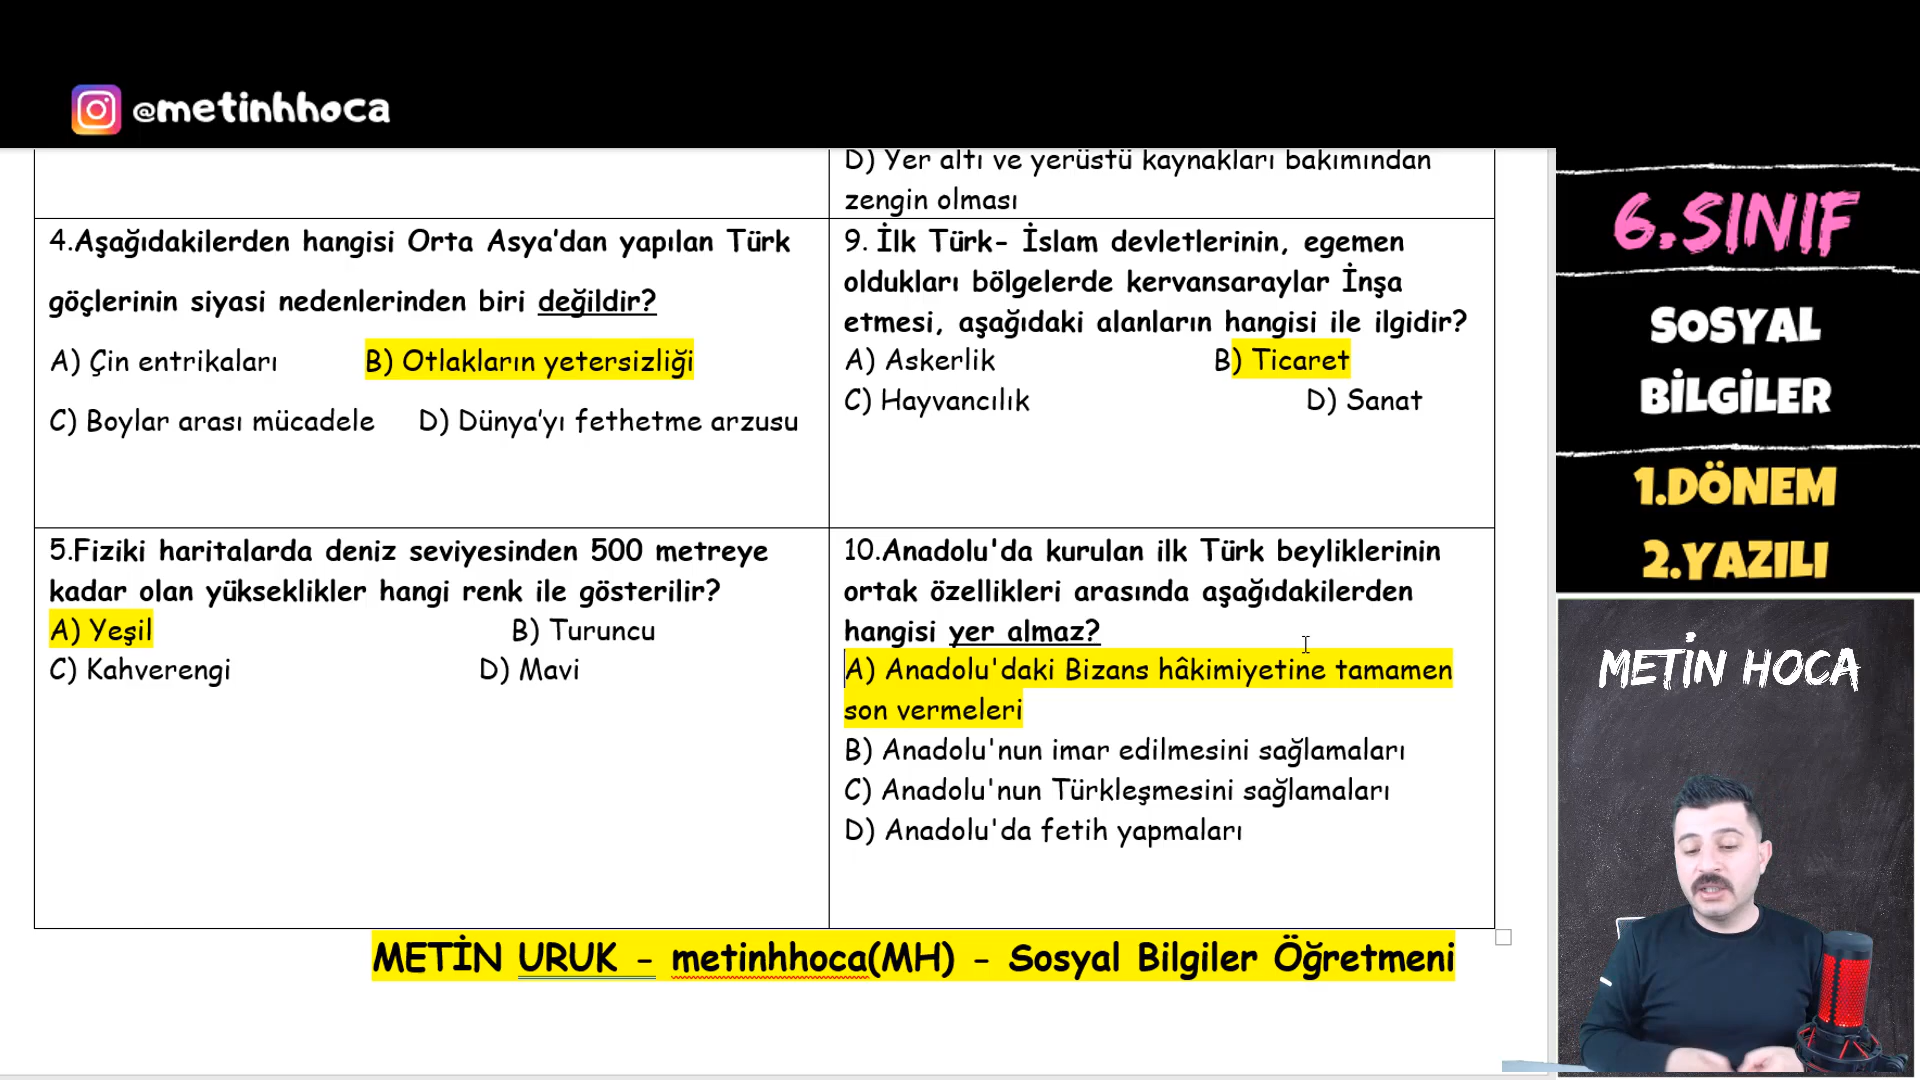 @metinhhoca
D) Yer altı ve yerüstü kaynakları bakımından
zengin olması
4.Aşağıdakilerden hangisi Orta Asya’dan yapılan Türk
göçlerinin siyasi nedenlerinden biri değildir?
A) Çin entrikaları B) Otlakların yetersizliği
C) Boylar arası mücadele D) Dünya’yı fethetme arzusu
9. İlk Türk- İslam devletlerinin, egemen
oldukları bölgelerde kervansaraylar İnşa
etmesi, aşağıdaki alanların hangisi ile ilgidir?
A) Askerlik B) Ticaret
C) Hayvancılık D) Sanat
5.Fiziki haritalarda deniz seviyesinden 500 metreye
kadar olan yükseklikler hangi renk ile gösterilir?
A) Yeşil B) Turuncu
C) Kahverengi D) Mavi
10.Anadolu'da kurulan ilk Türk beyliklerinin
ortak özellikleri arasında aşağıdakilerden
hangisi yer almaz?
A) Anadolu'daki Bizans hâkimiyetine tamamen
son vermeleri
B) Anadolu'nun imar edilmesini sağlamaları
C) Anadolu'nun Türkleşmesini sağlamaları
D) Anadolu'da fetih yapmaları
METİN URUK - metinhhoca(MH) - Sosyal Bilgiler Öğretmeni
6.SINIF
SOSYAL
BİLGİLER
1.DÖNEM
2.YAZILI
METİN HOCA